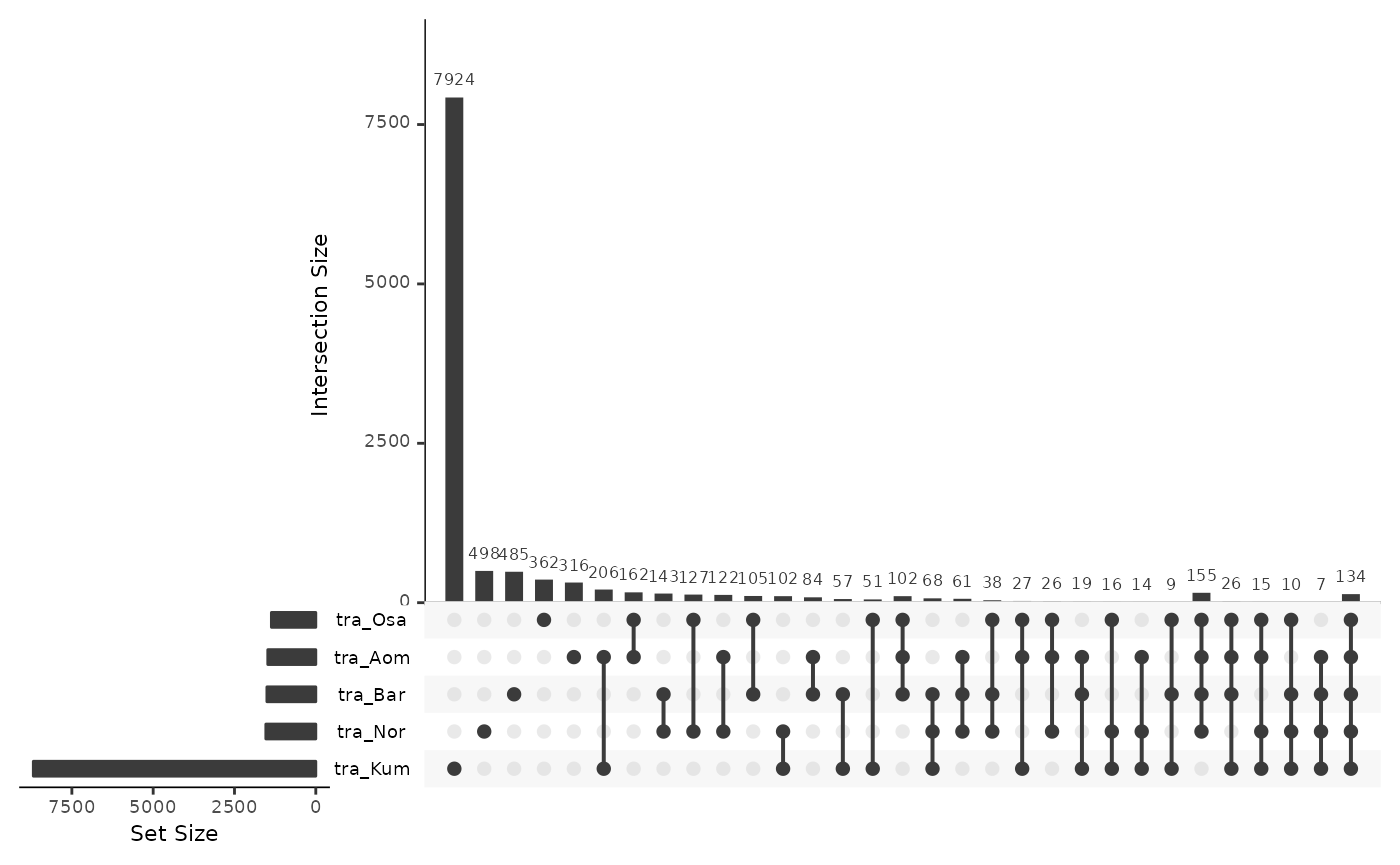 7924
7500
5000
2500
0
Intersection Size
498 485 362 316 206 162 143 127 122 105 102 84 57 51 102 68 61 38 27 26 19 16 14 9 155 26 15 10 7 134
tra_Osa
tra_Aom
tra_Bar
tra_Nor
tra_Kum
7500 5000 2500 0
Set Size